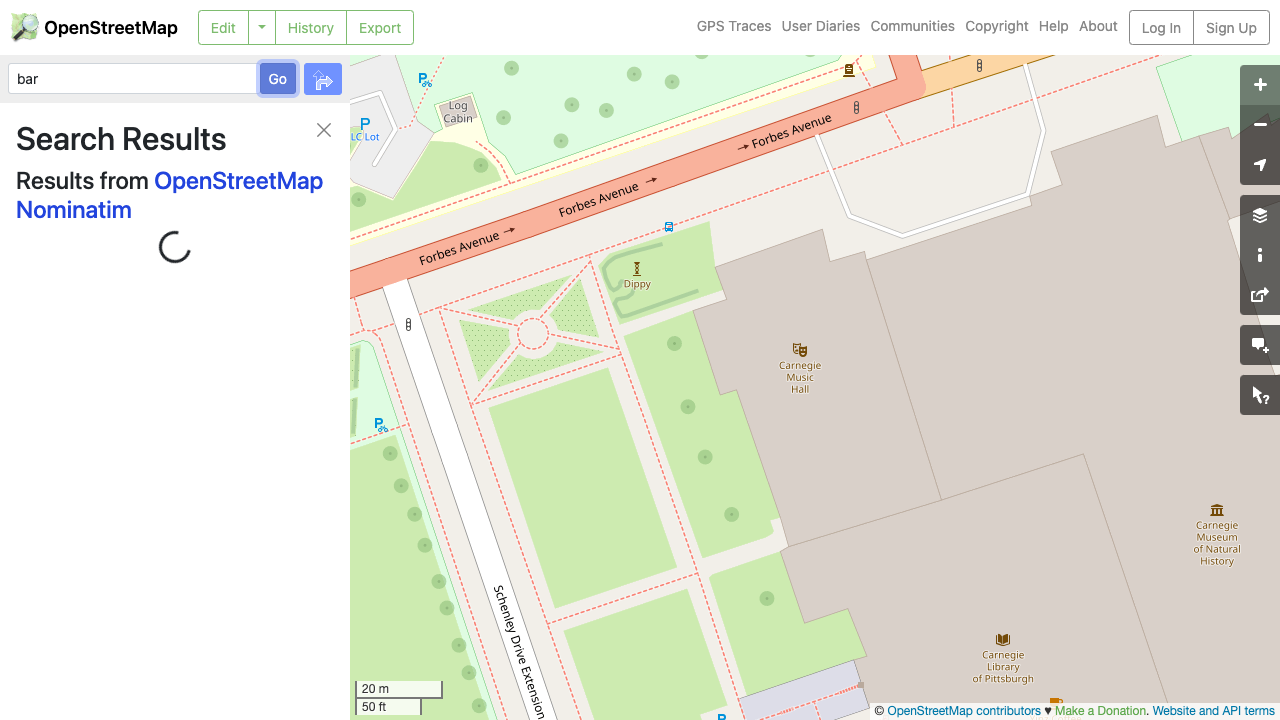 OpenStreetMap
Edit
History
Export
GPS Traces
User Diaries
Communities
Copyright
Help
About
Log In
Sign Up
bar
Go
Search Results
Results from OpenStreetMap
Nominatim
Log
Cabin
P
LC Lot
P
Forbes Avenue
Forbes Avenue
Forbes Avenue
Dippy
Carnegie
Music
Hall
P
Carnegie
Museum
of Natural
History
Schenley Drive Extension
Carnegie
Library
of Pittsburgh
P
20 m
50 ft
© OpenStreetMap contributors ♥ Make a Donation. Website and API terms